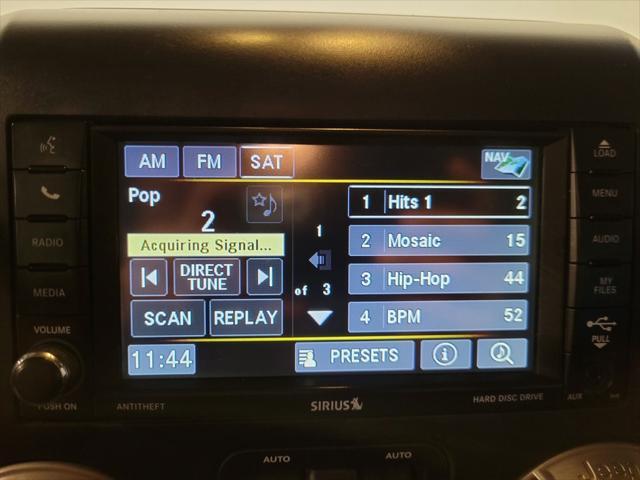 AM FM SAT NAV
LOAD
Pop
MENU
1 Hits 1 2
2
RADIO
Acquiring Signal...
1
2 Mosaic 15
AUDIO
MEDIA
DIRECT TUNE
of 3
3 Hip-Hop 44
MY FILES
SCAN REPLAY
4 BPM 52
VOLUME
PULL
11:44
PRESETS
PUSH ON
ANTITHEFT
SIRIUS
HARD DISC DRIVE
AUX
AUTO
AUTO
Jeep